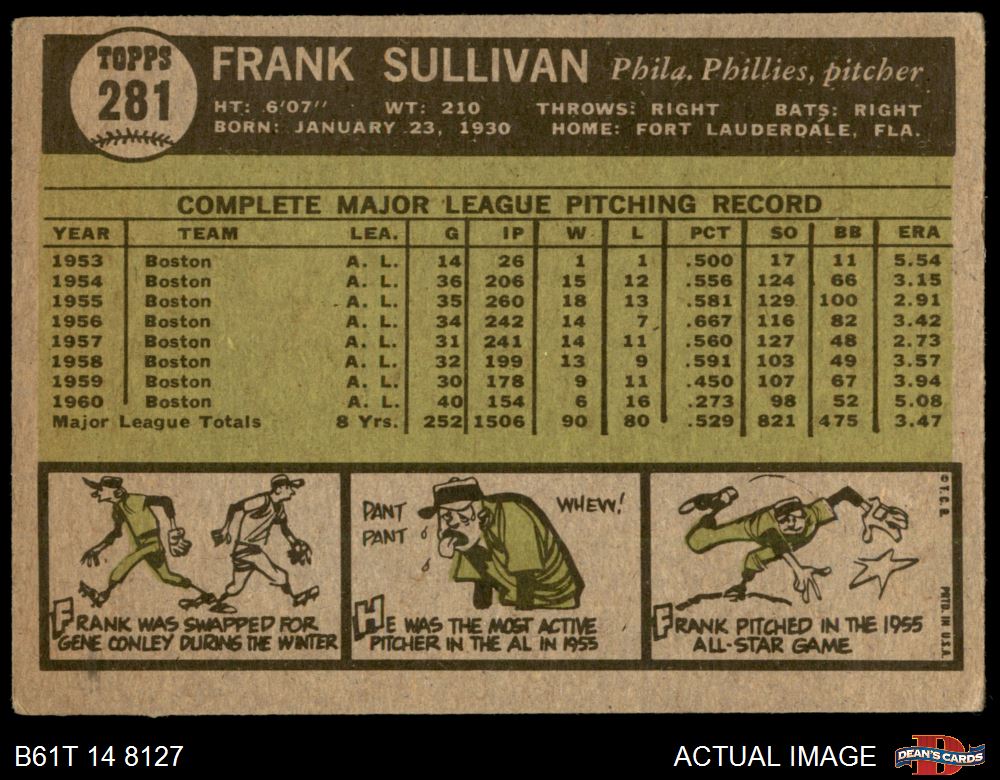 TOPPS
281
FRANK SULLIVAN Phila. Phillies, pitcher
HT: 6'07" WT: 210 THROWS: RIGHT BATS: RIGHT
BORN: JANUARY 23, 1930 HOME: FORT LAUDERDALE, FLA.
COMPLETE MAJOR LEAGUE PITCHING RECORD
YEAR TEAM LEA. G IP W L PCT SO BB ERA
1953 Boston A. L. 14 26 1 1 .500 17 11 5.54
1954 Boston A. L. 36 206 15 12 .556 124 66 3.15
1955 Boston A. L. 35 260 18 13 .581 129 100 2.91
1956 Boston A. L. 34 242 14 7 .667 116 82 3.42
1957 Boston A. L. 31 241 14 11 .560 127 48 2.73
1958 Boston A. L. 32 199 13 9 .591 103 49 3.57
1959 Boston A. L. 30 178 9 11 .450 107 67 3.94
1960 Boston A. L. 40 154 6 16 .273 98 52 5.08
Major League Totals 8 Yrs. 252 1506 90 80 .529 821 475 3.47
FRANK WAS SWAPPED FOR
GENE CONLEY DURING THE WINTER
PANT
PANT
WHEW!
HE WAS THE MOST ACTIVE
PITCHER IN THE AL IN 1955
FRANK PITCHED IN THE 1955
ALL-STAR GAME
© T. C. G.
PRTD. IN U.S.A.
B61T 14 8127
ACTUAL IMAGE
D
DEAN'S CARDS